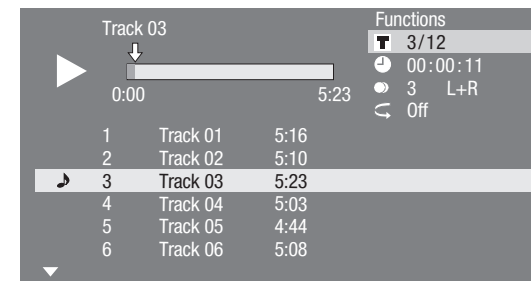 Track 03
0:00 5:23
Functions
T 3/12
00:00:11
3 L+R
Off
1 Track 01 5:16
2 Track 02 5:10
3 Track 03 5:23
4 Track 04 5:03
5 Track 05 4:44
6 Track 06 5:08